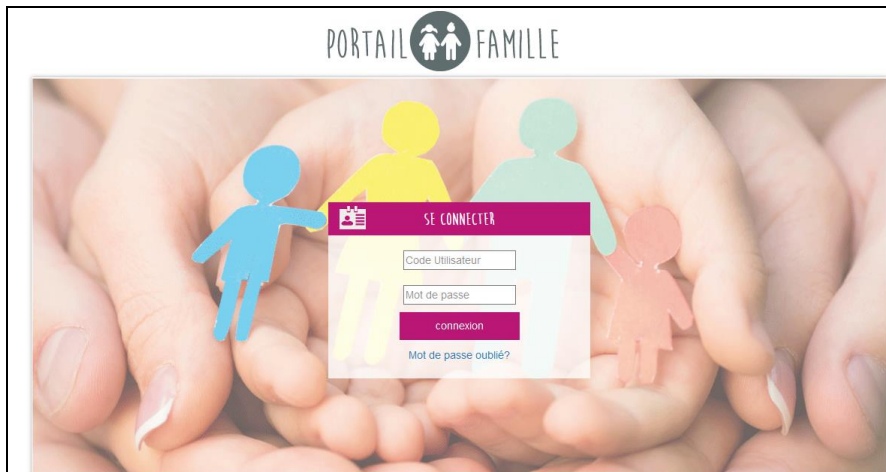 PORTAIL FAMILLE
SE CONNECTER
Code Utilisateur
Mot de passe
connexion
Mot de passe oublié?